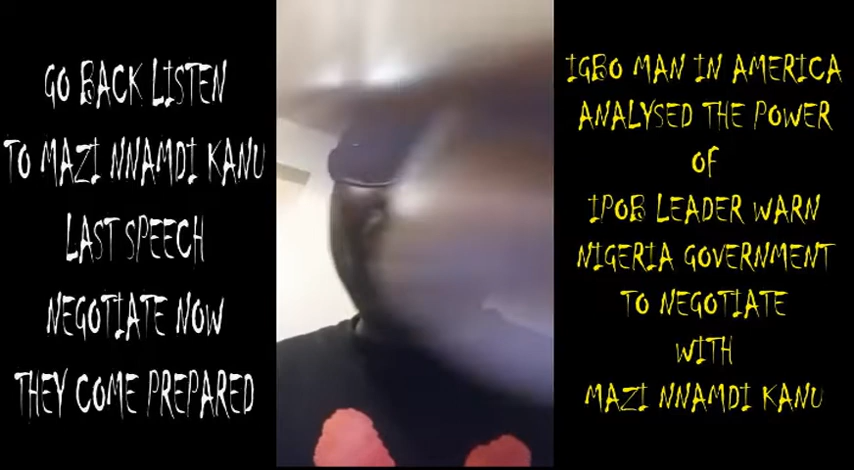 GO BACK LISTEN
TO MAZI NNAMDI KANU
LAST SPEECH
NEGOTIATE NOW
THEY COME PREPARED
IGBO MAN IN AMERICA
ANALYSED THE POWER
OF
IPOB LEADER WARN
NIGERIA GOVERNMENT
TO NEGOTIATE
WITH
MAZI NNAMDI KANU